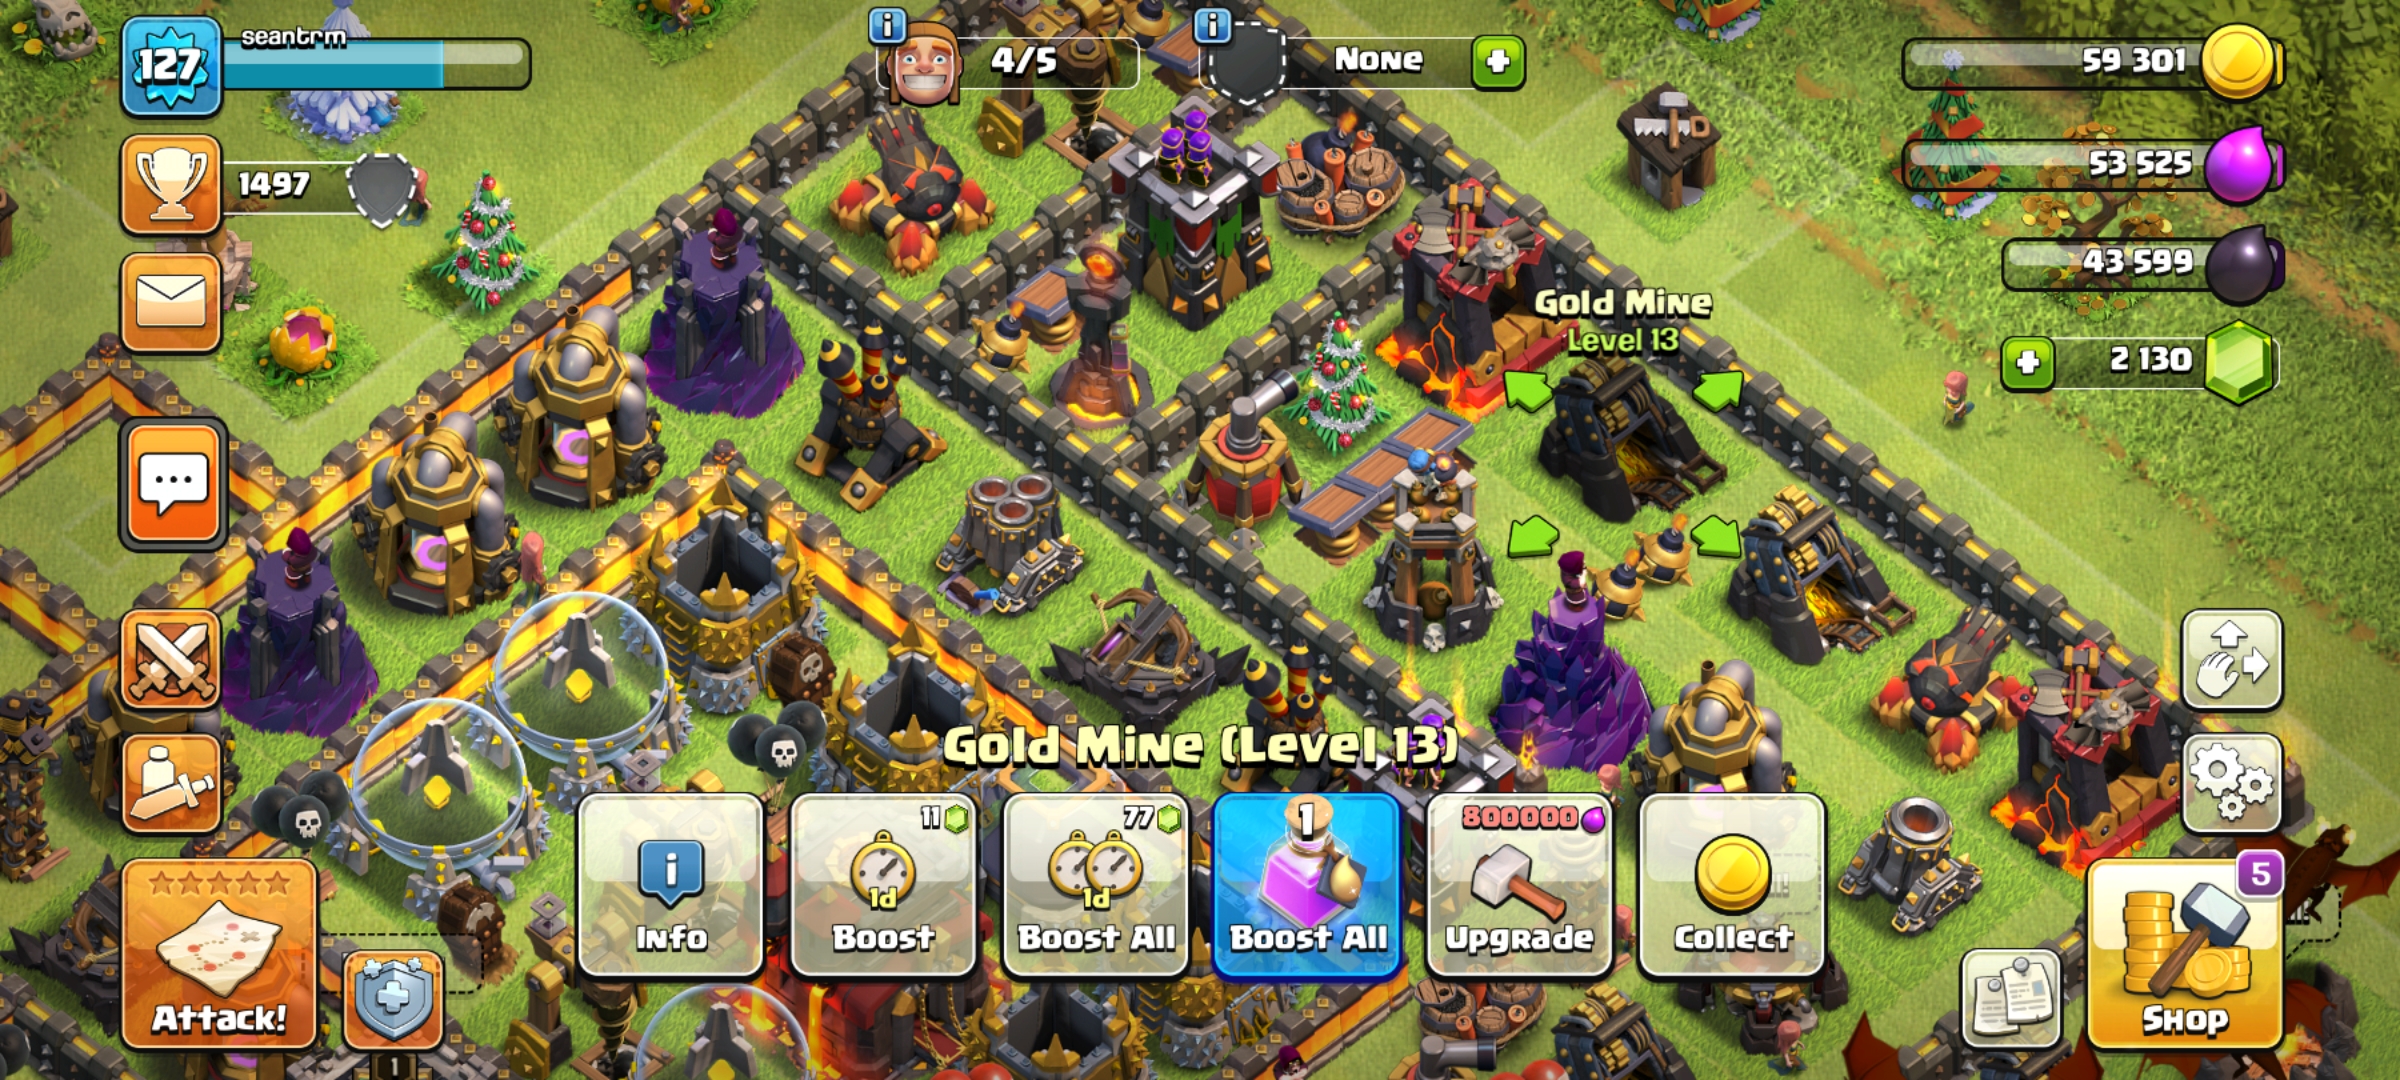 127
seantrm
4/5
None
59 301
1497
53 525
43 599
2 130
Gold Mine
Level 13
Gold Mine (Level 13)
Info
11
1d
Boost
77
1d
Boost All
1
Boost All
800000
Upgrade
Collect
Attack!
1
5
Shop